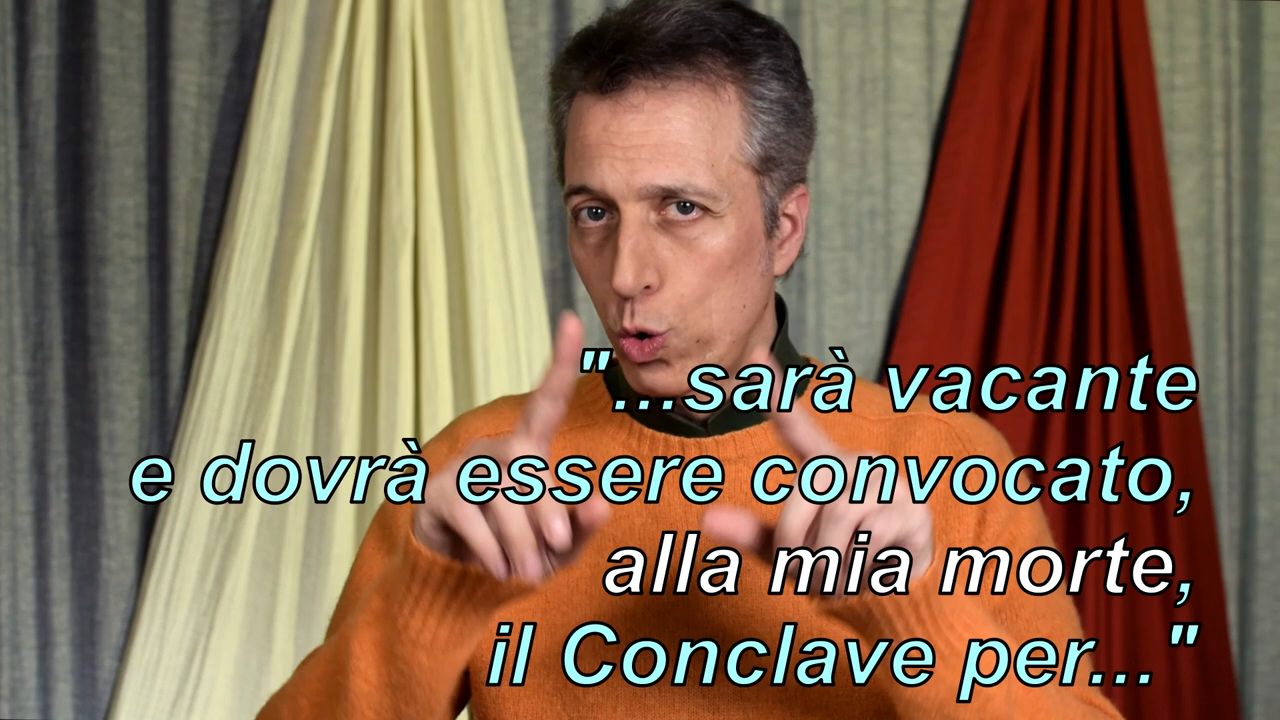 "...sarà vacante
e dovrà essere convocato,
alla mia morte,
il Conclave per..."